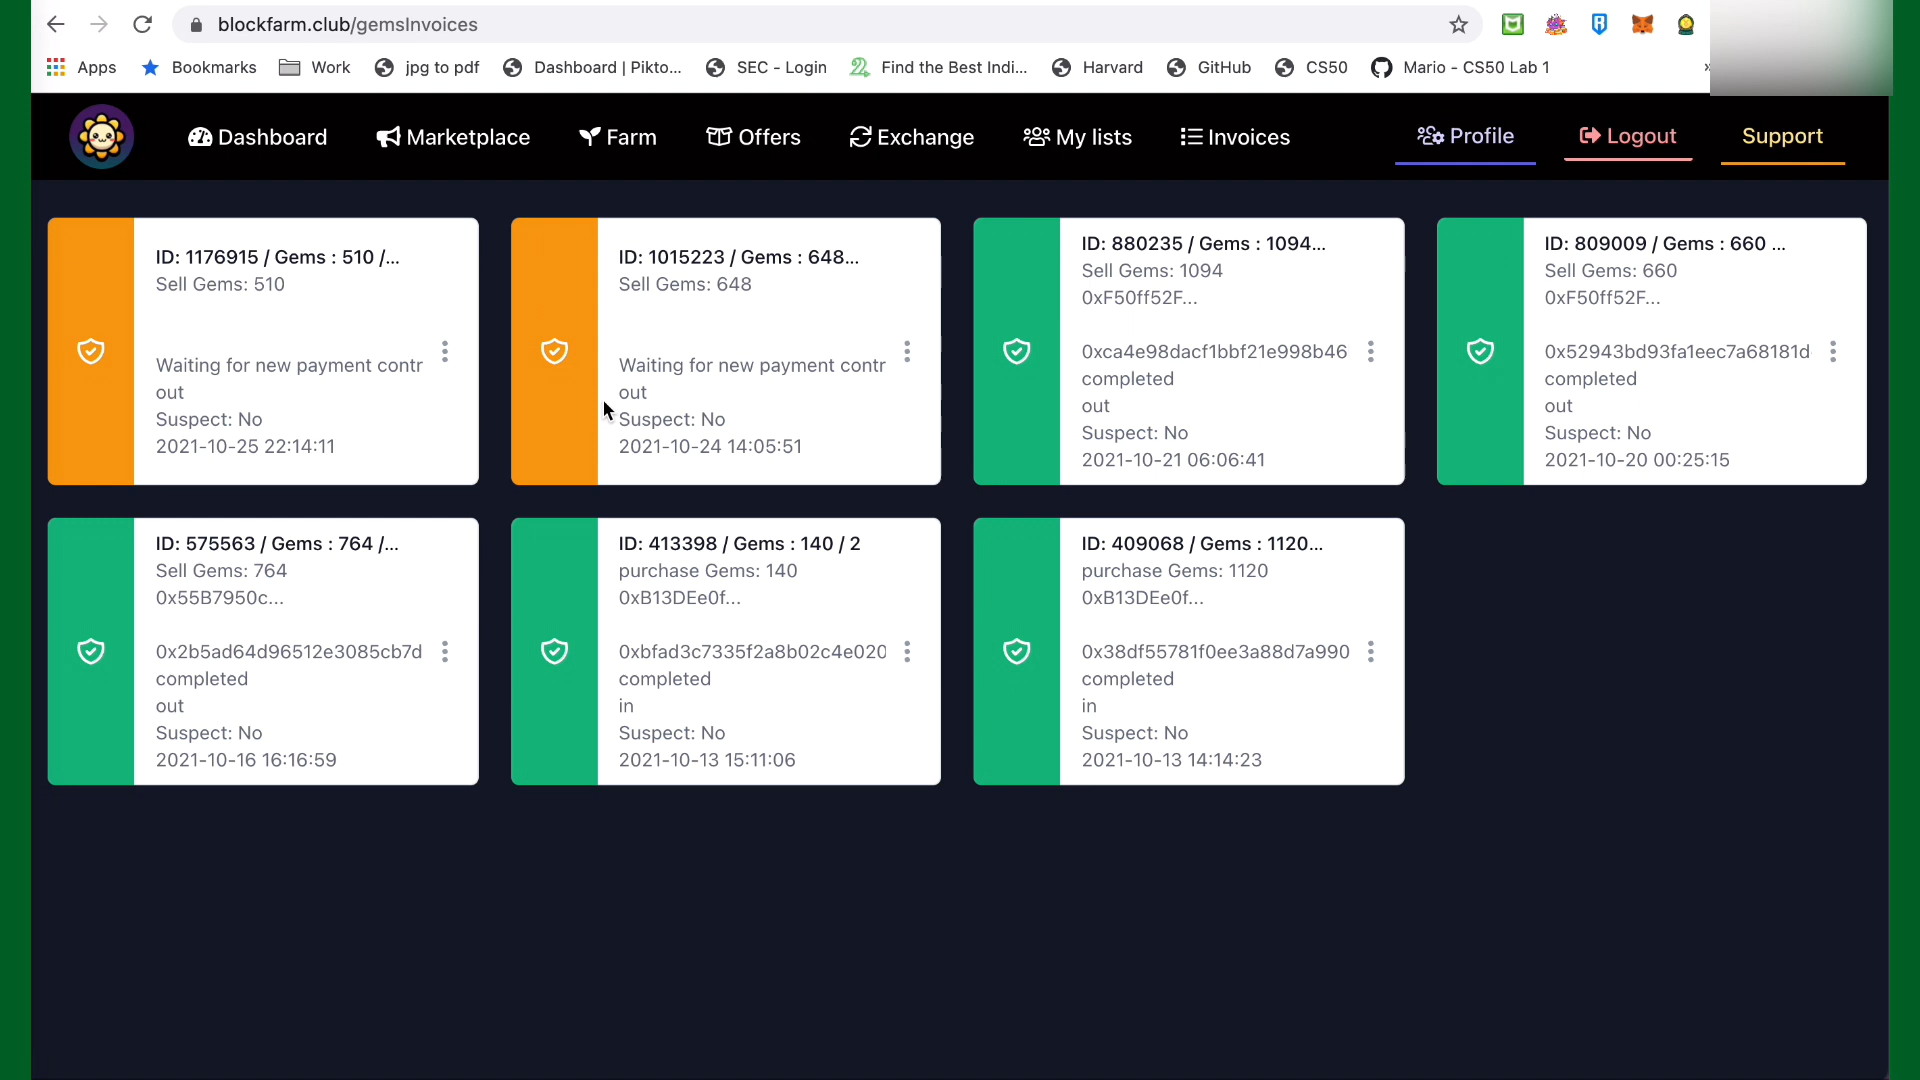 blockfarm.club/gemsInvoices
Apps
Bookmarks
Work
jpg to pdf
Dashboard | Pikto...
SEC - Login
Find the Best Indi...
Harvard
GitHub
CS50
Mario - CS50 Lab 1
»
Dashboard
Marketplace
Farm
Offers
Exchange
My lists
Invoices
Profile
Logout
Support
ID: 1176915 / Gems : 510 /...
Sell Gems: 510
Waiting for new payment contr
out
Suspect: No
2021-10-25 22:14:11
ID: 1015223 / Gems : 648...
Sell Gems: 648
Waiting for new payment contr
out
Suspect: No
2021-10-24 14:05:51
ID: 880235 / Gems : 1094...
Sell Gems: 1094
0xF50ff52F...
0xca4e98dacf1bbf21e998b46
completed
out
Suspect: No
2021-10-21 06:06:41
ID: 809009 / Gems : 660 ...
Sell Gems: 660
0xF50ff52F...
0x52943bd93fa1eec7a68181d
completed
out
Suspect: No
2021-10-20 00:25:15
ID: 575563 / Gems : 764 /...
Sell Gems: 764
0x55B7950c...
0x2b5ad64d96512e3085cb7d
completed
out
Suspect: No
2021-10-16 16:16:59
ID: 413398 / Gems : 140 / 2
purchase Gems: 140
0xB13DEe0f...
0xbfad3c7335f2a8b02c4e020
completed
in
Suspect: No
2021-10-13 15:11:06
ID: 409068 / Gems : 1120...
purchase Gems: 1120
0xB13DEe0f...
0x38df55781f0ee3a88d7a990
completed
in
Suspect: No
2021-10-13 14:14:23